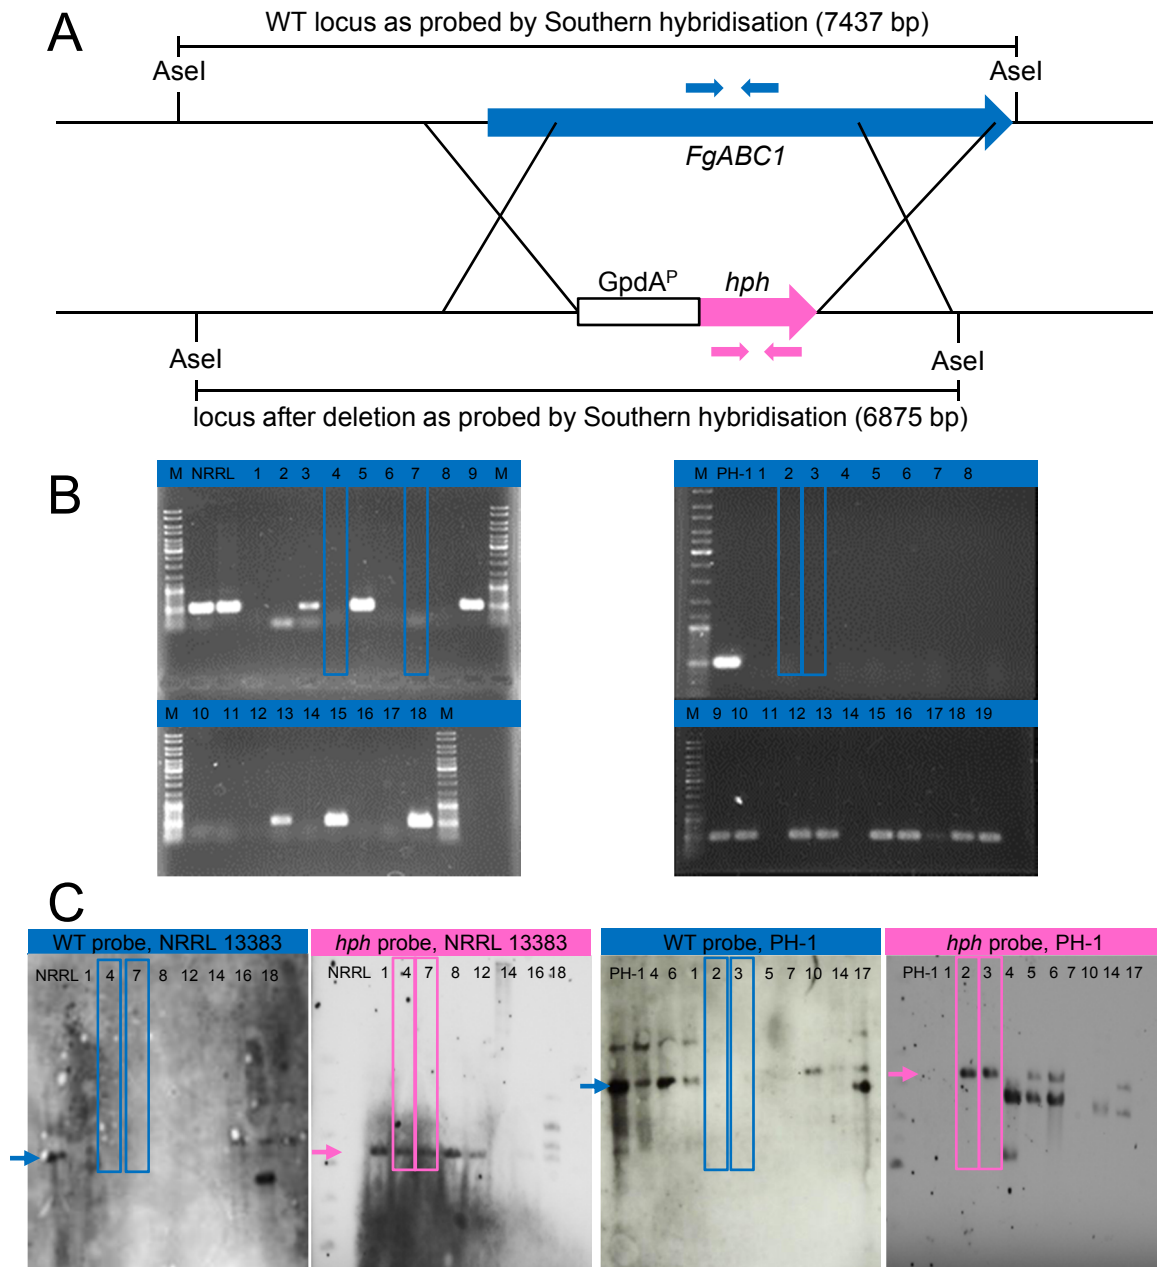 A
WT locus as probed by Southern hybridisation (7437 bp)
AseI AseI
FgABC1
GpdAP hph
AseI AseI
locus after deletion as probed by Southern hybridisation (6875 bp)
B
M NRRL 1 2 3 4 5 6 7 8 9 M
M PH-1 1 2 3 4 5 6 7 8
M 10 11 12 13 14 15 16 17 18 M
M 9 10 11 12 13 14 15 16 17 18 19
C
WT probe, NRRL 13383
NRRL 1 4 7 8 12 14 16 18
hph probe, NRRL 13383
NRRL 1 4 7 8 12 14 16 18
WT probe, PH-1
PH-1 4 6 1 2 3 5 7 10 14 17
hph probe, PH-1
PH-1 1 2 3 4 5 6 7 10 14 17